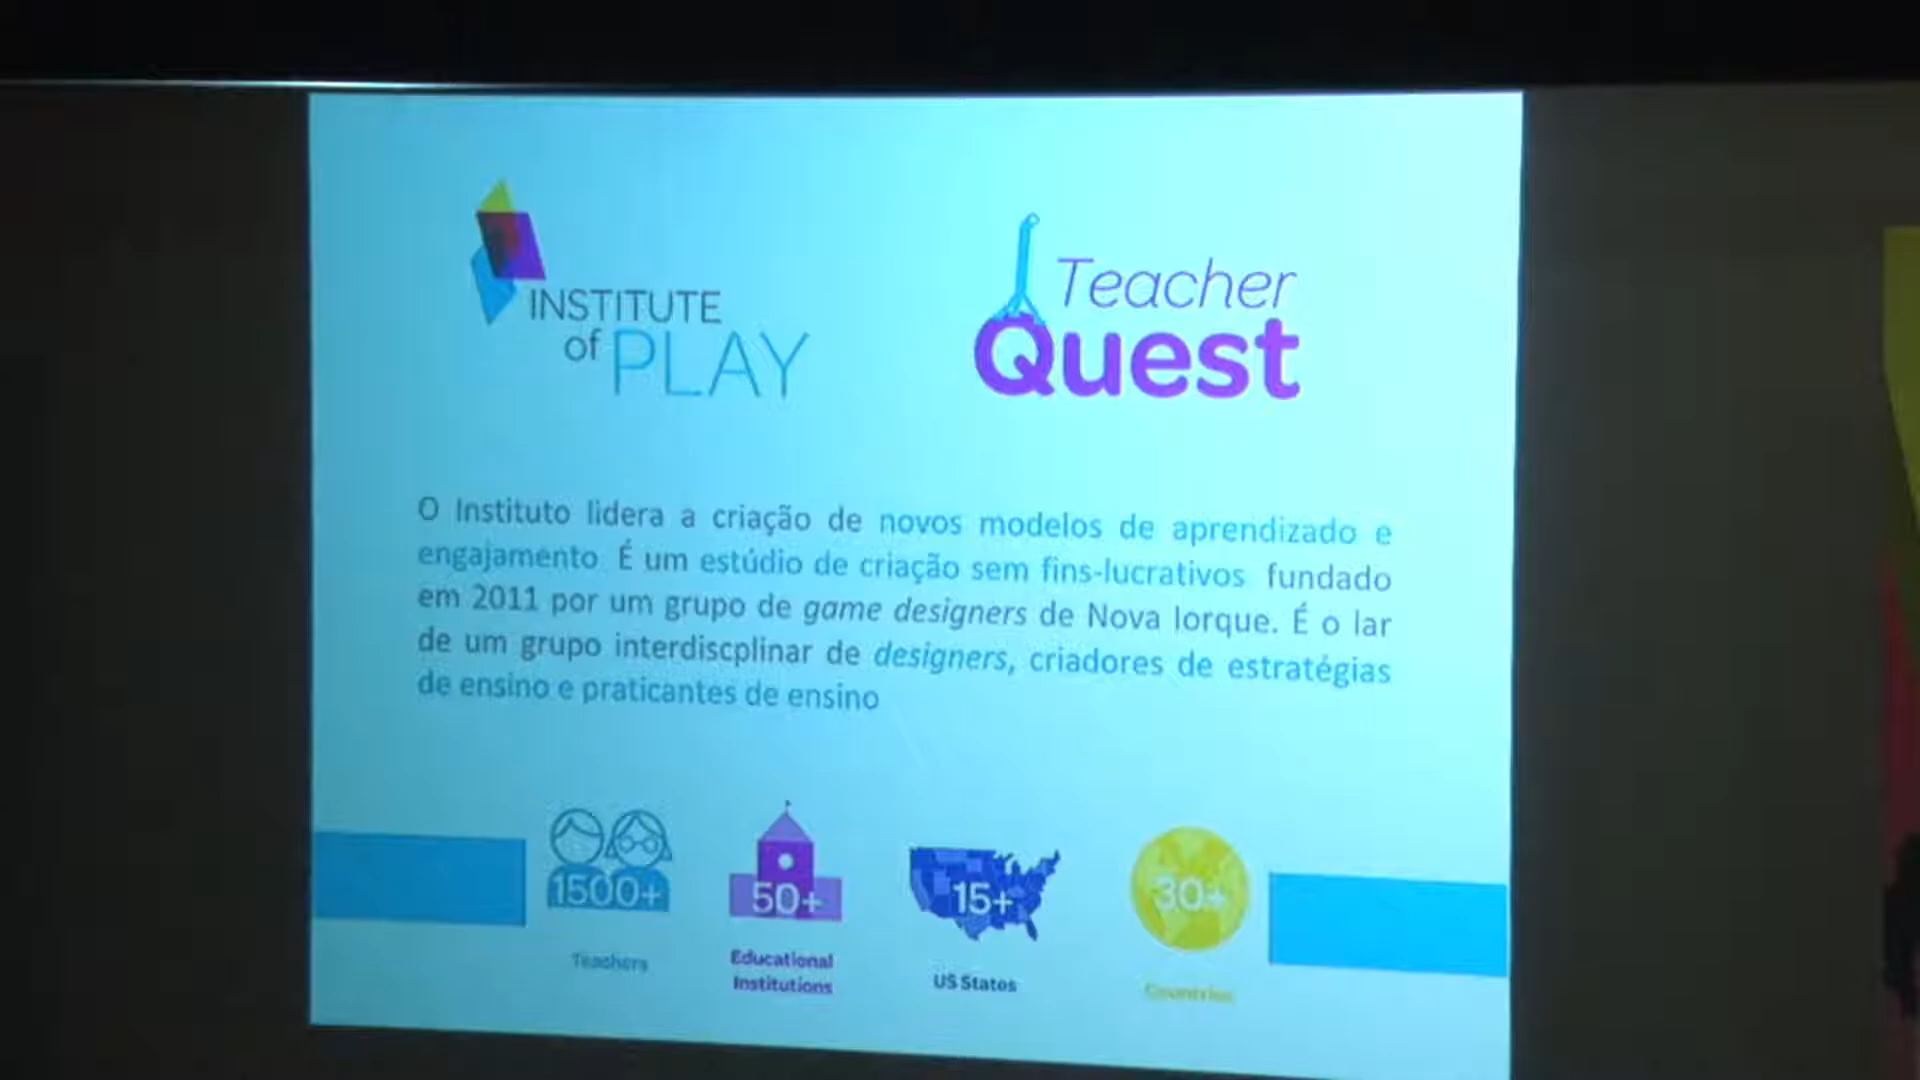 INSTITUTE
of PLAY
Teacher
Quest
O Instituto lidera a criação de novos modelos de aprendizado e
engajamento É um estúdio de criação sem fins-lucrativos fundado
em 2011 por um grupo de game designers de Nova Iorque. É o lar
de um grupo interdiscplinar de designers, criadores de estratégias
de ensino e praticantes de ensino
1500+
50+
15+
30+
Teachers
Educational
Institutions
US States
Countries